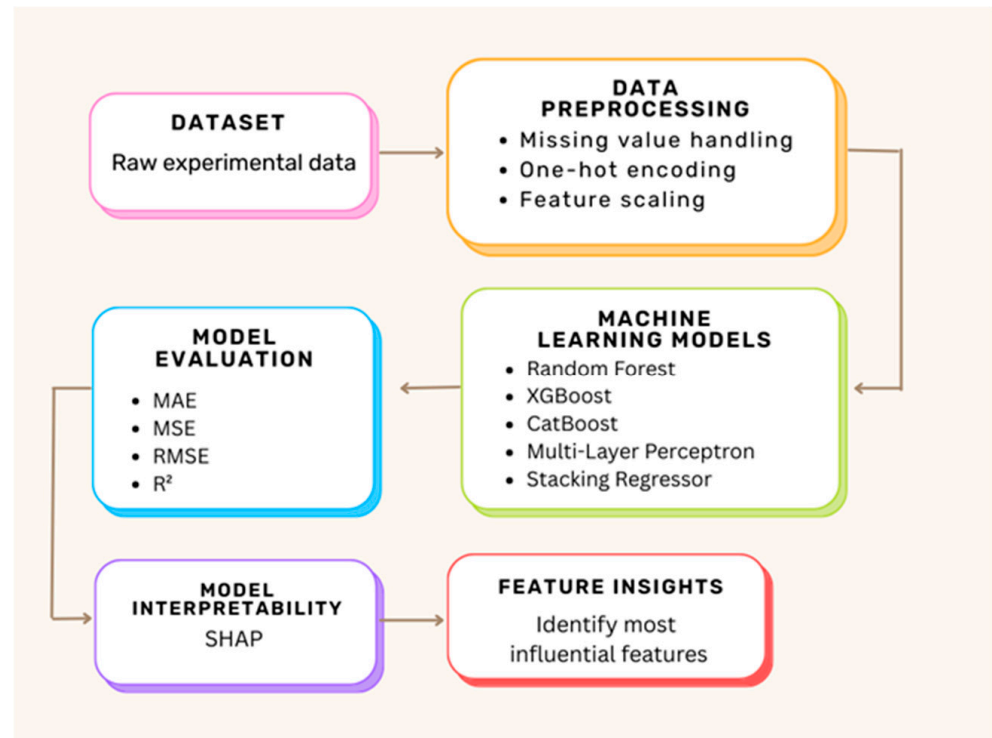 DATASET
Raw experimental data
DATA
PREPROCESSING
• Missing value handling
• One-hot encoding
• Feature scaling
MACHINE
LEARNING MODELS
• Random Forest
• XGBoost
• CatBoost
• Multi-Layer Perceptron
• Stacking Regressor
MODEL
EVALUATION
• MAE
• MSE
• RMSE
• R²
MODEL
INTERPRETABILITY
SHAP
FEATURE INSIGHTS
Identify most
influential features